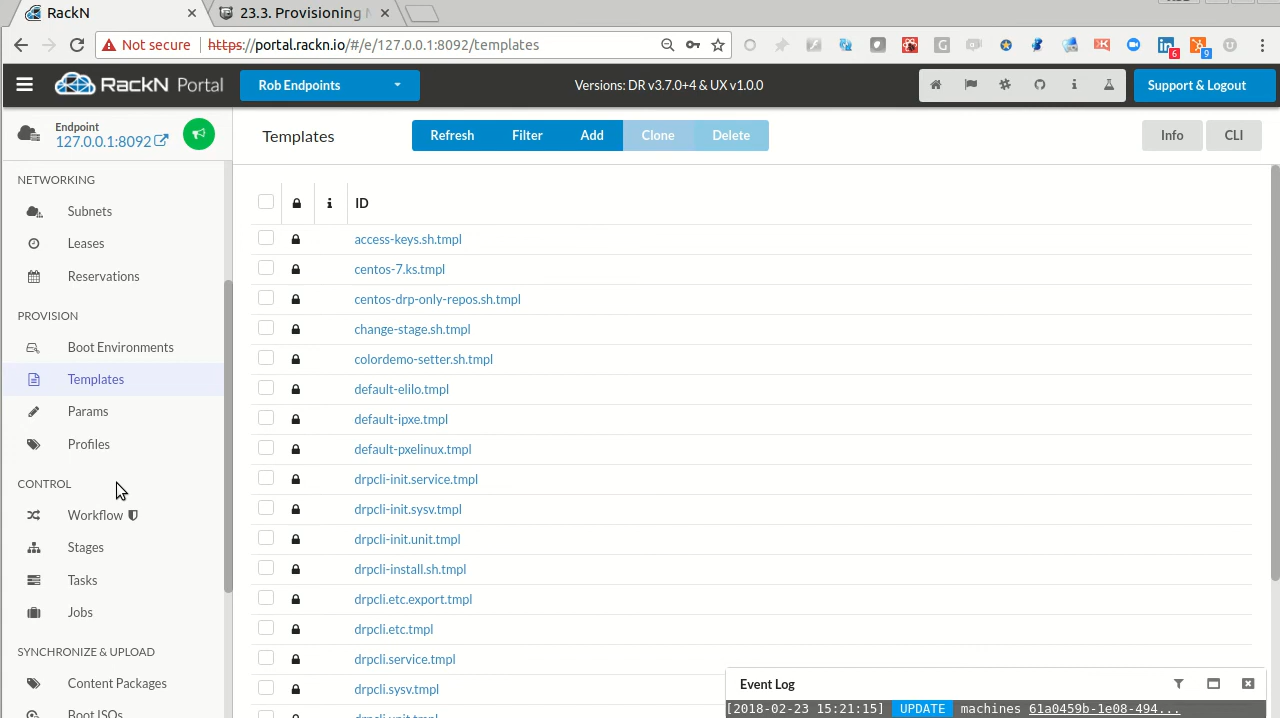 RackN
23.3. Provisioning
Not secure https://portal.rackn.io/#/e/127.0.0.1:8092/templates
6
9
RackN Portal
Rob Endpoints
Versions: DR v3.7.0+4 & UX v1.0.0
Support & Logout
Endpoint
127.0.0.1:8092
Templates
Refresh
Filter
Add
Clone
Delete
Info
CLI
NETWORKING
Subnets
Leases
Reservations
PROVISION
Boot Environments
Templates
Params
Profiles
CONTROL
Workflow
Stages
Tasks
Jobs
SYNCHRONIZE & UPLOAD
Content Packages
Boot ISOs
ID
access-keys.sh.tmpl
centos-7.ks.tmpl
centos-drp-only-repos.sh.tmpl
change-stage.sh.tmpl
colordemo-setter.sh.tmpl
default-elilo.tmpl
default-ipxe.tmpl
default-pxelinux.tmpl
drpcli-init.service.tmpl
drpcli-init.sysv.tmpl
drpcli-init.unit.tmpl
drpcli-install.sh.tmpl
drpcli.etc.export.tmpl
drpcli.etc.tmpl
drpcli.service.tmpl
drpcli.sysv.tmpl
drpcli.unit.tmpl
Event Log
[2018-02-23 15:21:15] UPDATE machines 61a0459b-1e08-494...